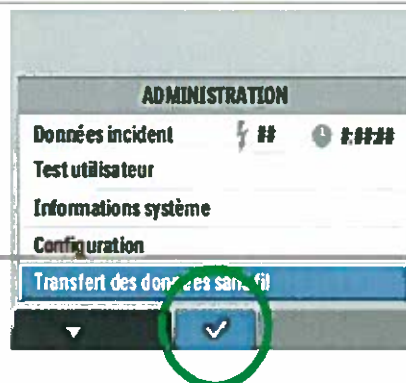 ADMINISTRATION
Données incident ## #:##:##
Test utilisateur
Informations système
Configuration
Transfert des données sans fil